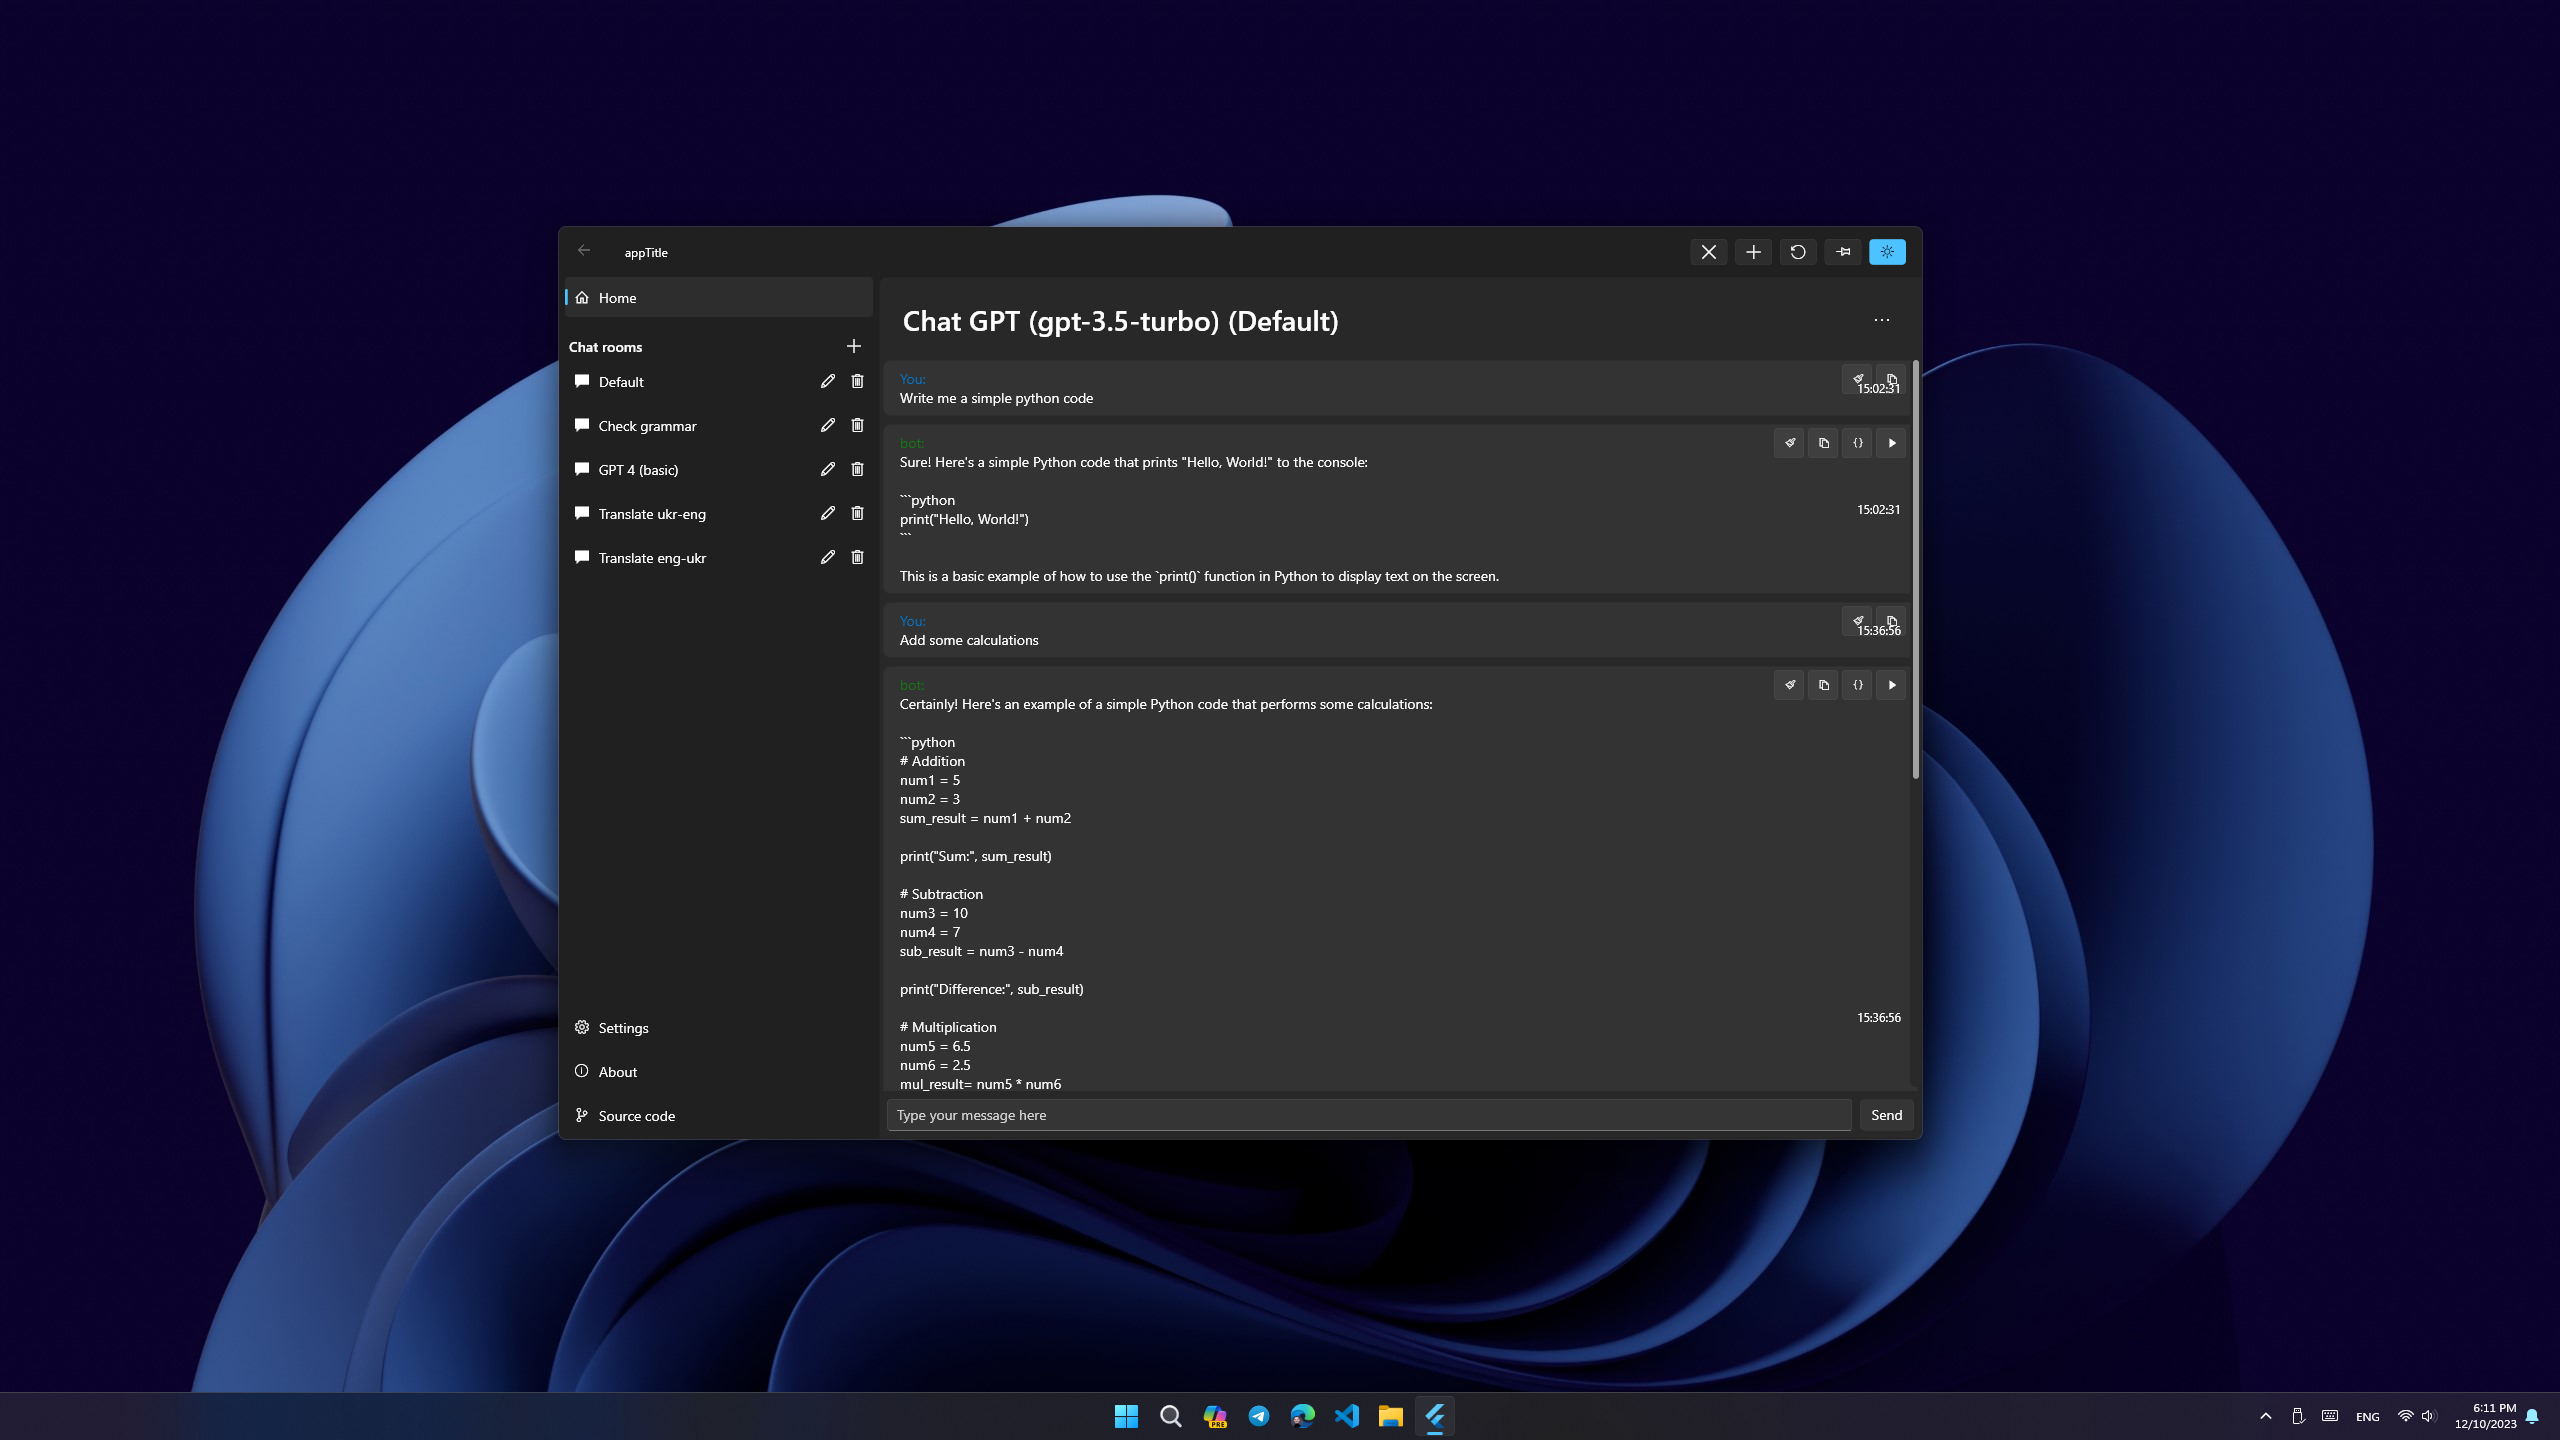 appTitle
Home
Chat rooms
Default
Check grammar
GPT 4 (basic)
Translate ukr-eng
Translate eng-ukr
Settings
About
Source code
Chat GPT (gpt-3.5-turbo) (Default)
You:
Write me a simple python code
15:02:31
bot:
Sure! Here's a simple Python code that prints "Hello, World!" to the console:
```python
print("Hello, World!")
```
15:02:31
This is a basic example of how to use the `print()` function in Python to display text on the screen.
You:
Add some calculations
15:36:56
bot:
Certainly! Here's an example of a simple Python code that performs some calculations:
```python
# Addition
num1 = 5
num2 = 3
sum_result = num1 + num2
print("Sum:", sum_result)
# Subtraction
num3 = 10
num4 = 7
sub_result = num3 - num4
print("Difference:", sub_result)
# Multiplication
num5 = 6.5
num6 = 2.5
mul_result= num5 * num6
15:36:56
Type your message here
Send
PRE
ENG
6:11 PM
12/10/2023